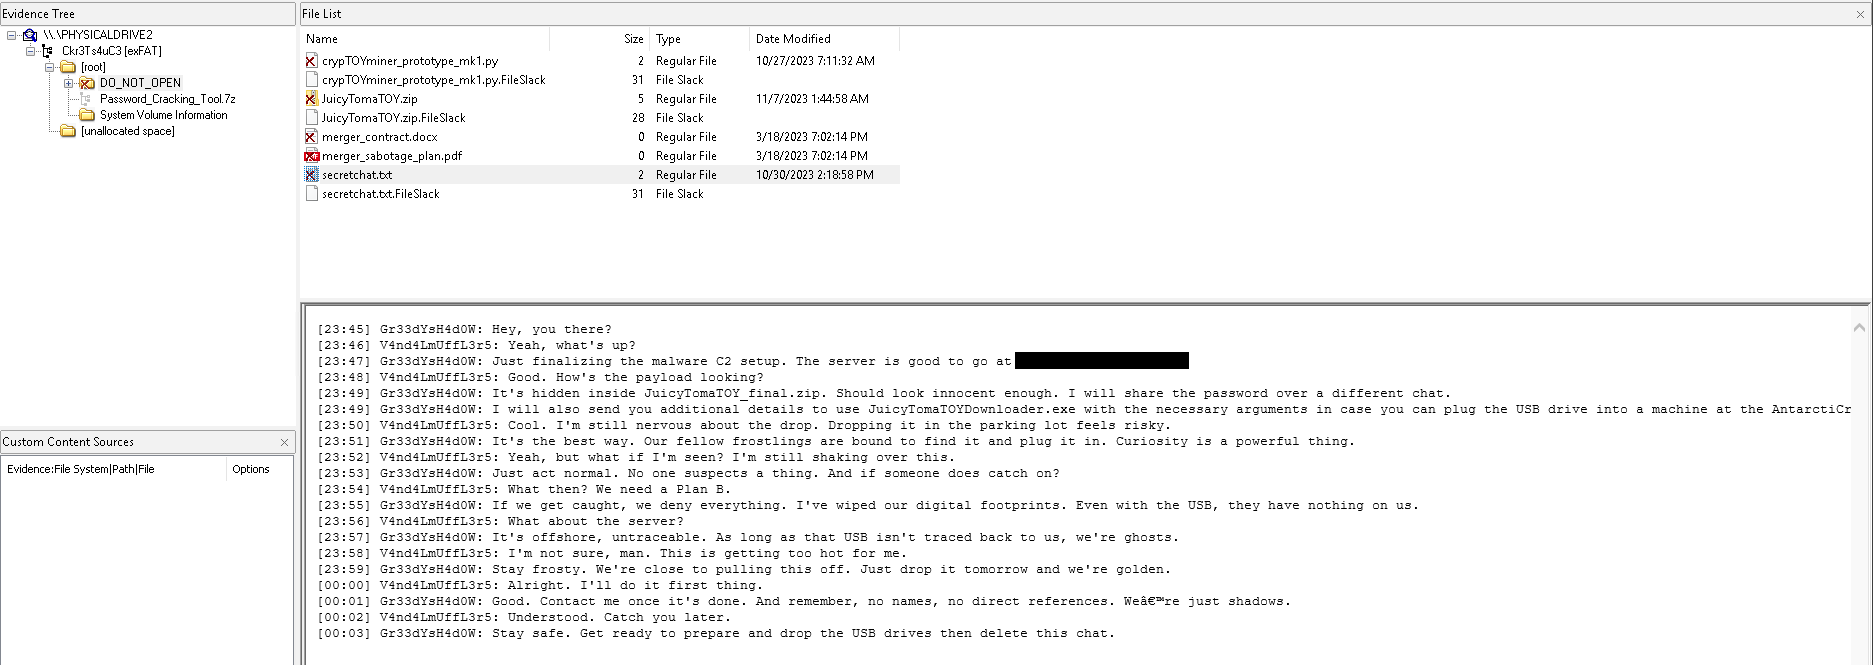 Evidence Tree
\\.\PHYSICALDRIVE2
Ckr3Ts4uC3 [exFAT]
[root]
DO_NOT_OPEN
Password_Cracking_Tool.7z
System Volume Information
[unallocated space]
Custom Content Sources
Evidence:File System|Path|File Options
File List
Name Size Type Date Modified
crypTOYminer_prototype_mk1.py 2 Regular File 10/27/2023 7:11:32 AM
crypTOYminer_prototype_mk1.py.FileSlack 31 File Slack
JuicyTomaTOY.zip 5 Regular File 11/7/2023 1:44:58 AM
JuicyTomaTOY.zip.FileSlack 28 File Slack
merger_contract.docx 0 Regular File 3/18/2023 7:02:14 PM
merger_sabotage_plan.pdf 0 Regular File 3/18/2023 7:02:14 PM
secretchat.txt 2 Regular File 10/30/2023 2:18:58 PM
secretchat.txt.FileSlack 31 File Slack
[23:45] Gr33dYsH4d0W: Hey, you there?
[23:46] V4nd4LmUffL3r5: Yeah, what's up?
[23:47] Gr33dYsH4d0W: Just finalizing the malware C2 setup. The server is good to go at
[23:48] V4nd4LmUffL3r5: Good. How's the payload looking?
[23:49] Gr33dYsH4d0W: It's hidden inside JuicyTomaTOY_final.zip. Should look innocent enough. I will share the password over a different chat.
[23:49] Gr33dYsH4d0W: I will also send you additional details to use JuicyTomaTOYDownloader.exe with the necessary arguments in case you can plug the USB drive into a machine at the AntarctiCr
[23:50] V4nd4LmUffL3r5: Cool. I'm still nervous about the drop. Dropping it in the parking lot feels risky.
[23:51] Gr33dYsH4d0W: It's the best way. Our fellow frostlings are bound to find it and plug it in. Curiosity is a powerful thing.
[23:52] V4nd4LmUffL3r5: Yeah, but what if I'm seen? I'm still shaking over this.
[23:53] Gr33dYsH4d0W: Just act normal. No one suspects a thing. And if someone does catch on?
[23:54] V4nd4LmUffL3r5: What then? We need a Plan B.
[23:55] Gr33dYsH4d0W: If we get caught, we deny everything. I've wiped our digital footprints. Even with the USB, they have nothing on us.
[23:56] V4nd4LmUffL3r5: What about the server?
[23:57] Gr33dYsH4d0W: It's offshore, untraceable. As long as that USB isn't traced back to us, we're ghosts.
[23:58] V4nd4LmUffL3r5: I'm not sure, man. This is getting too hot for me.
[23:59] Gr33dYsH4d0W: Stay frosty. We're close to pulling this off. Just drop it tomorrow and we're golden.
[00:00] V4nd4LmUffL3r5: Alright. I'll do it first thing.
[00:01] Gr33dYsH4d0W: Good. Contact me once it's done. And remember, no names, no direct references. Weâ€™re just shadows.
[00:02] V4nd4LmUffL3r5: Understood. Catch you later.
[00:03] Gr33dYsH4d0W: Stay safe. Get ready to prepare and drop the USB drives then delete this chat.